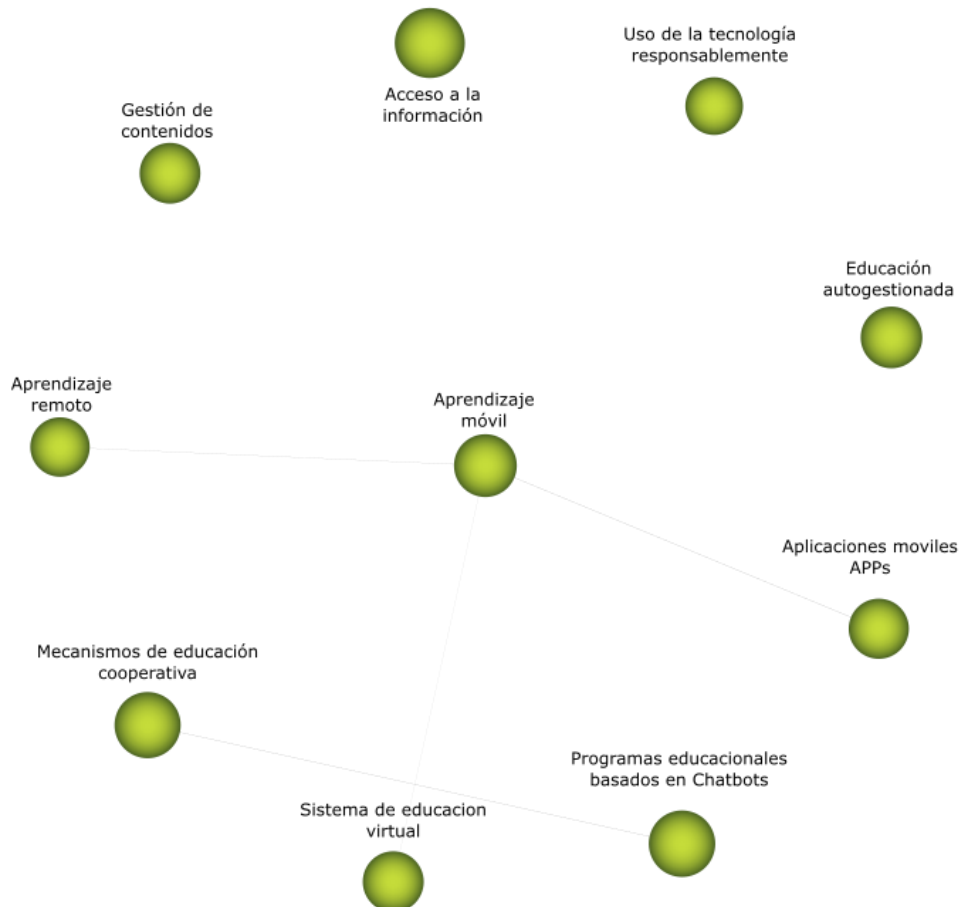 Uso de la tecnología
responsablemente
Acceso a la
información
Gestión de
contenidos
Educación
autogestionada
Aprendizaje
remoto
Aprendizaje
móvil
Aplicaciones moviles
APPs
Mecanismos de educación
cooperativa
Programas educacionales
basados en Chatbots
Sistema de educacion
virtual